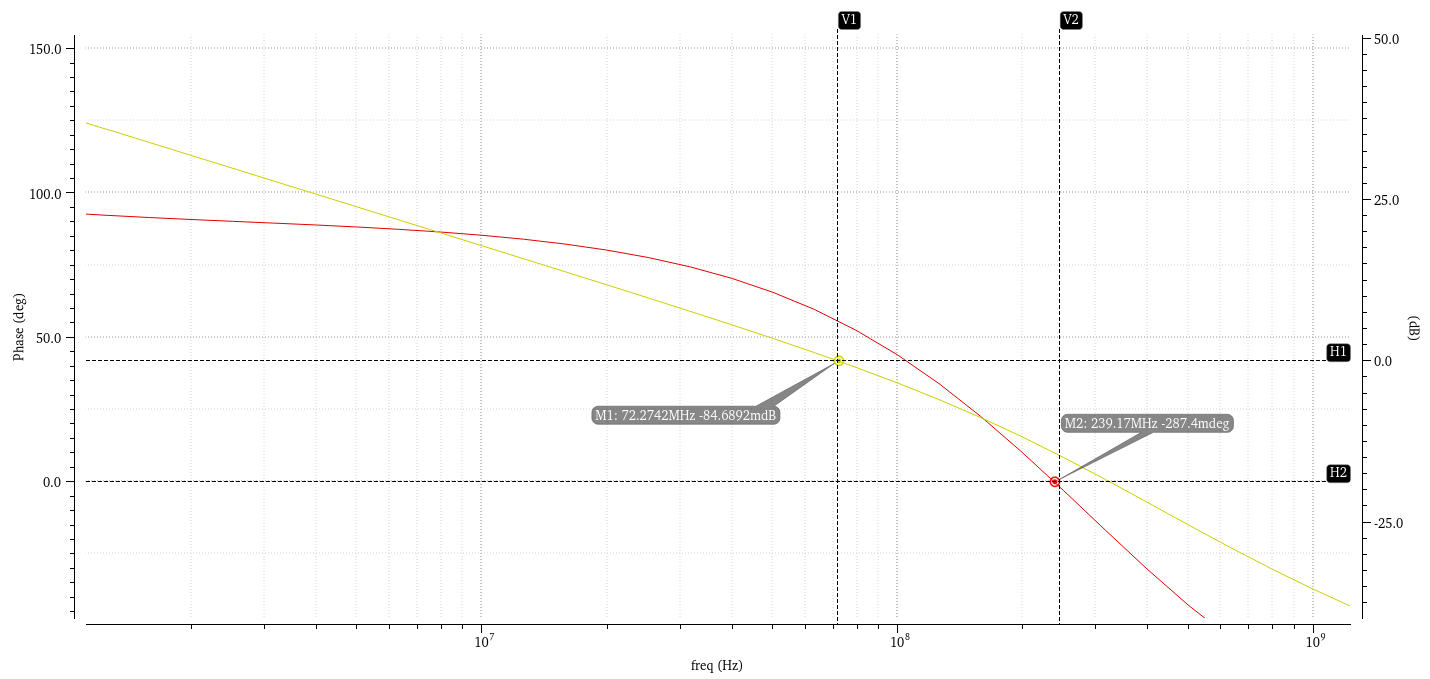 V1
V2
150.0
50.0
100.0
25.0
Phase (deg)
50.0
(dB)
H1
0.0
M1: 72.2742MHz -84.6892mdB
M2: 239.17MHz -287.4mdeg
H2
0.0
-25.0
10⁷
10⁸
10⁹
freq (Hz)